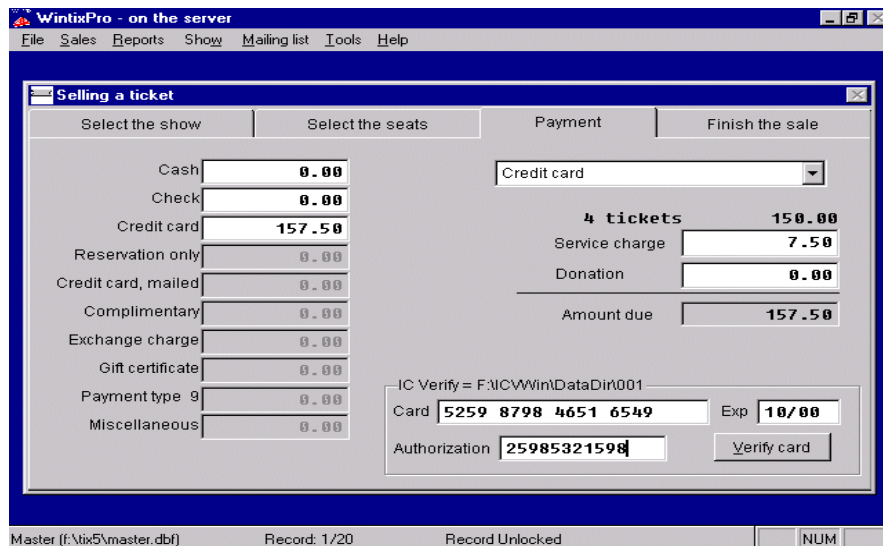 WintixPro - on the server
File Sales Reports Show Mailing list Tools Help
Selling a ticket
Select the show Select the seats Payment Finish the sale
Cash 0.00
Check 0.00
Credit card 157.50
Reservation only 0.00
Credit card, mailed 0.00
Complimentary 0.00
Exchange charge 0.00
Gift certificate 0.00
Payment type 9 0.00
Miscellaneous 0.00
Credit card
4 tickets 150.00
Service charge 7.50
Donation 0.00
Amount due 157.50
IC Verify = F:\ICVWin\DataDir\001
Card 5259 8798 4651 6549 Exp 10/00
Authorization 25985321598 Verify card
Master (f:\tix5\master.dbf) Record: 1/20 Record Unlocked NUM